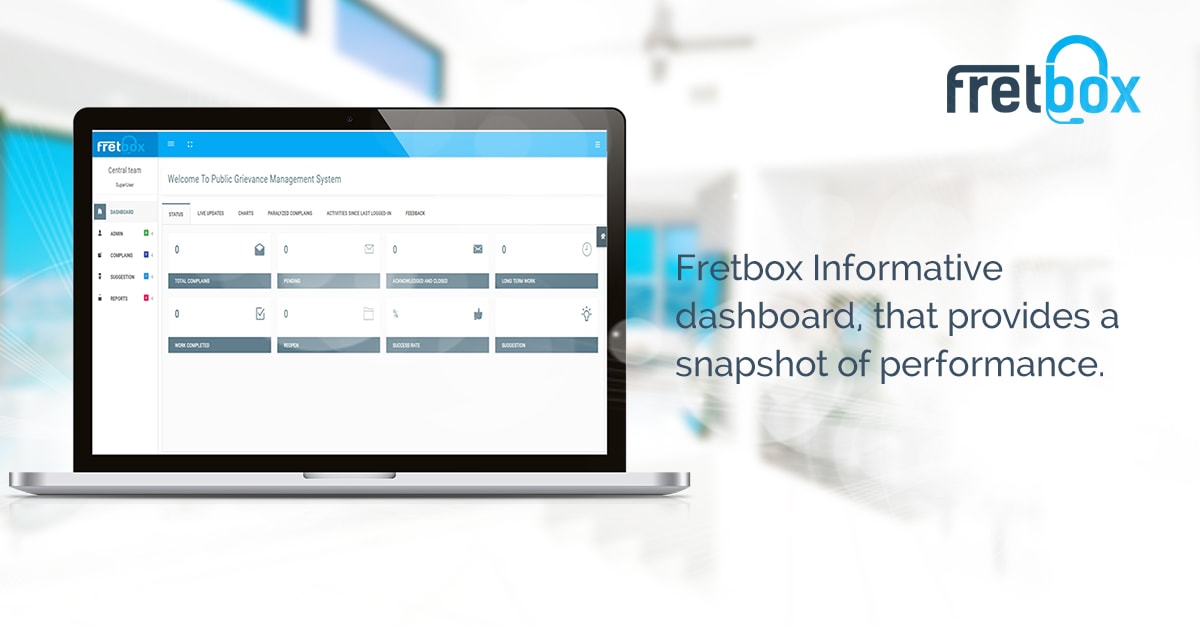 fretbox
fretbox
Central team
SuperUser
Welcome To Public Grievance Management System
DASHBOARD
ADMIN
COMPLAINS
SUGGESTION
REPORTS
STATUS
LIVE UPDATES
CHARTS
PARALYZED COMPLAINS
ACTIVITIES SINCE LAST LOGGED-IN
FEEDBACK
0
TOTAL COMPLAINS
0
PENDING
0
ACKNOWLEDGED AND CLOSED
0
LONG TERM WORK
0
WORK COMPLETED
0
REOPEN
%
SUCCESS RATE
SUGGESTION
Fretbox Informative
dashboard, that provides a
snapshot of performance.